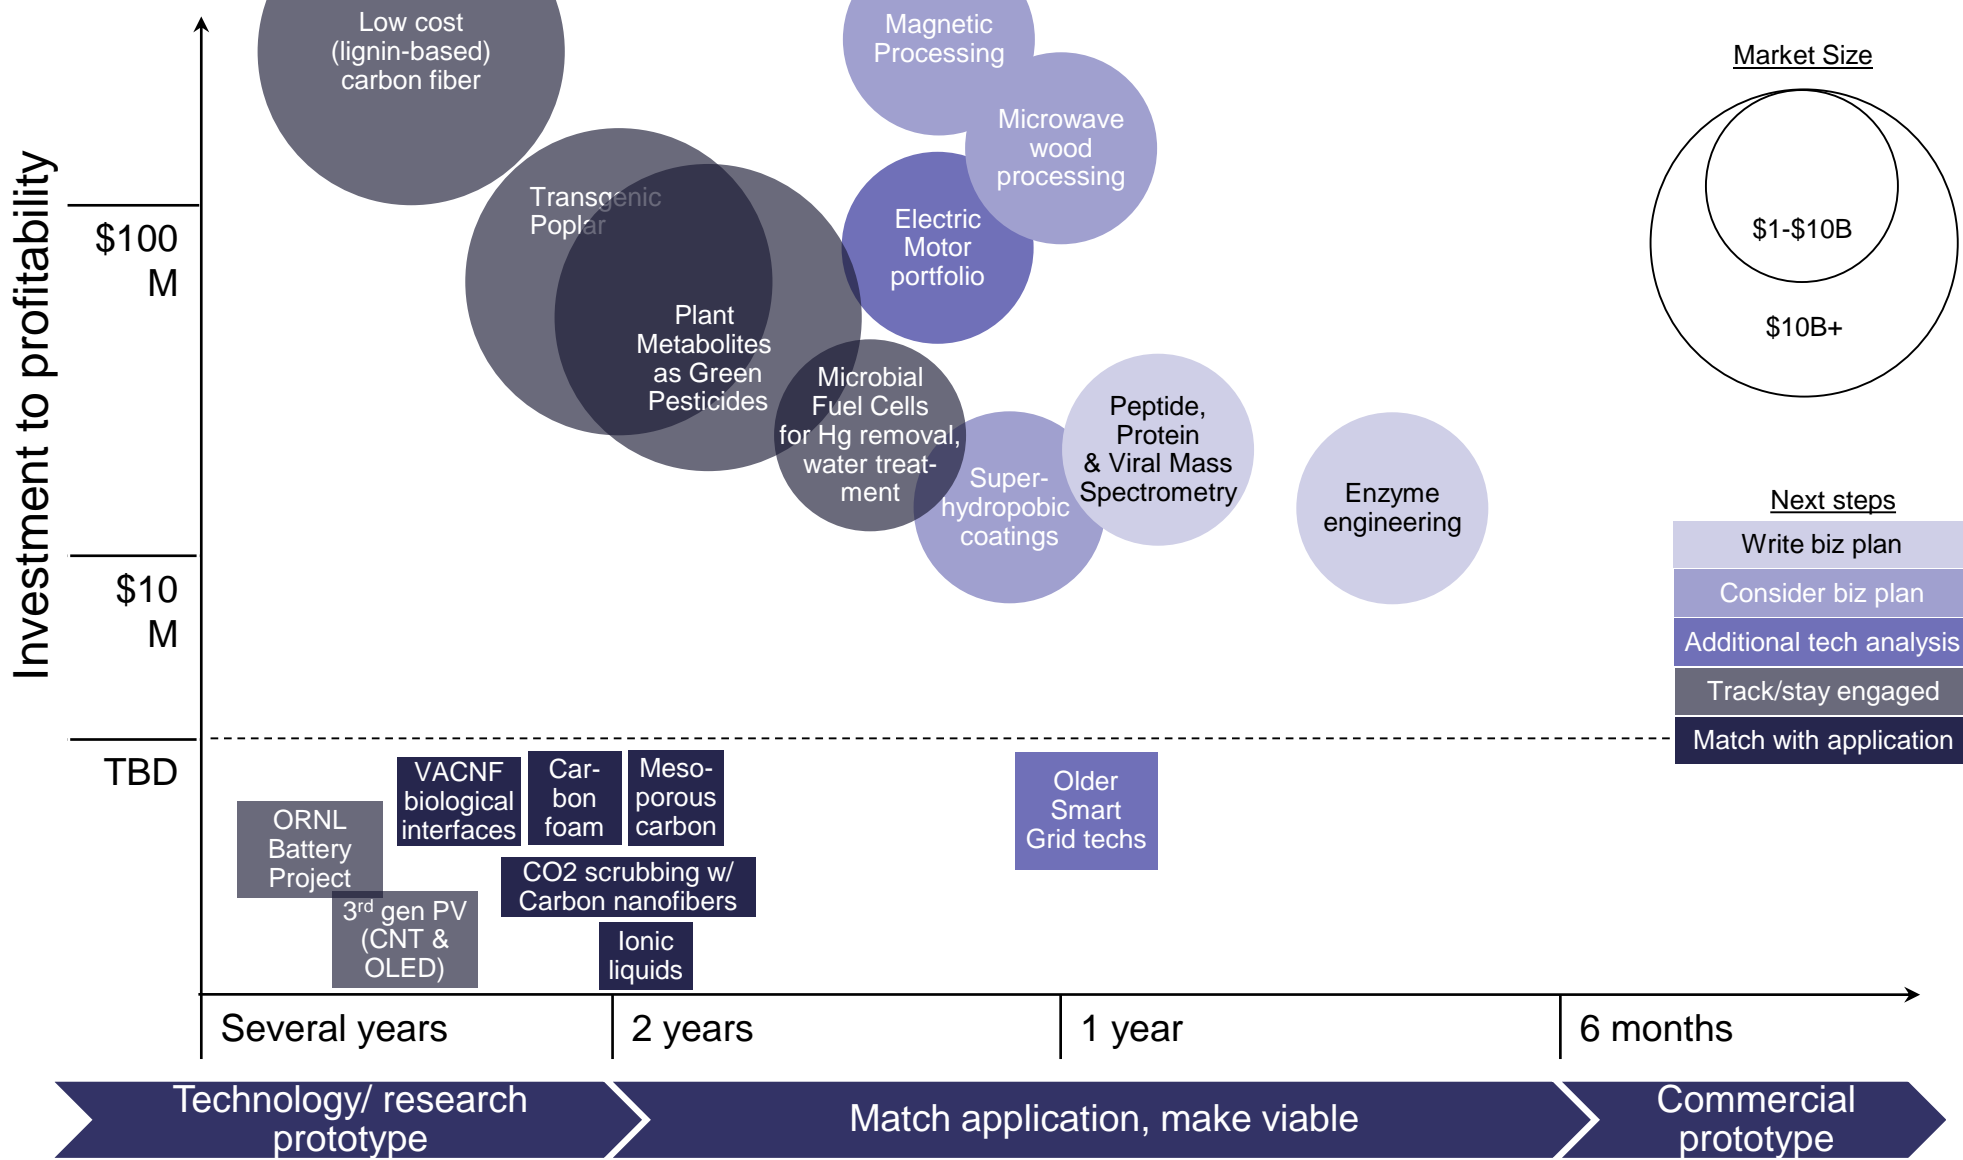 Low cost
(lignin-based)
carbon fiber
Magnetic
Processing
Microwave
wood
processing
Transgenic
Poplar
Electric
Motor
portfolio
Plant
Metabolites
as Green
Pesticides
Microbial
Fuel Cells
for Hg removal,
water treat-
ment
Super-
hydropobic
coatings
Peptide,
Protein
& Viral Mass
Spectrometry
Enzyme
engineering
Market Size
$1-$10B
$10B+
Next steps
Write biz plan
Consider biz plan
Additional tech analysis
Track/stay engaged
Match with application
Investment to profitability
$100
M
$10
M
TBD
ORNL
Battery
Project
VACNF
biological
interfaces
Car-
bon
foam
Meso-
porous
carbon
CO2 scrubbing w/
Carbon nanofibers
3rd gen PV
(CNT &
OLED)
Ionic
liquids
Older
Smart
Grid techs
Several years
2 years
1 year
6 months
Technology/ research
prototype
Match application, make viable
Commercial
prototype